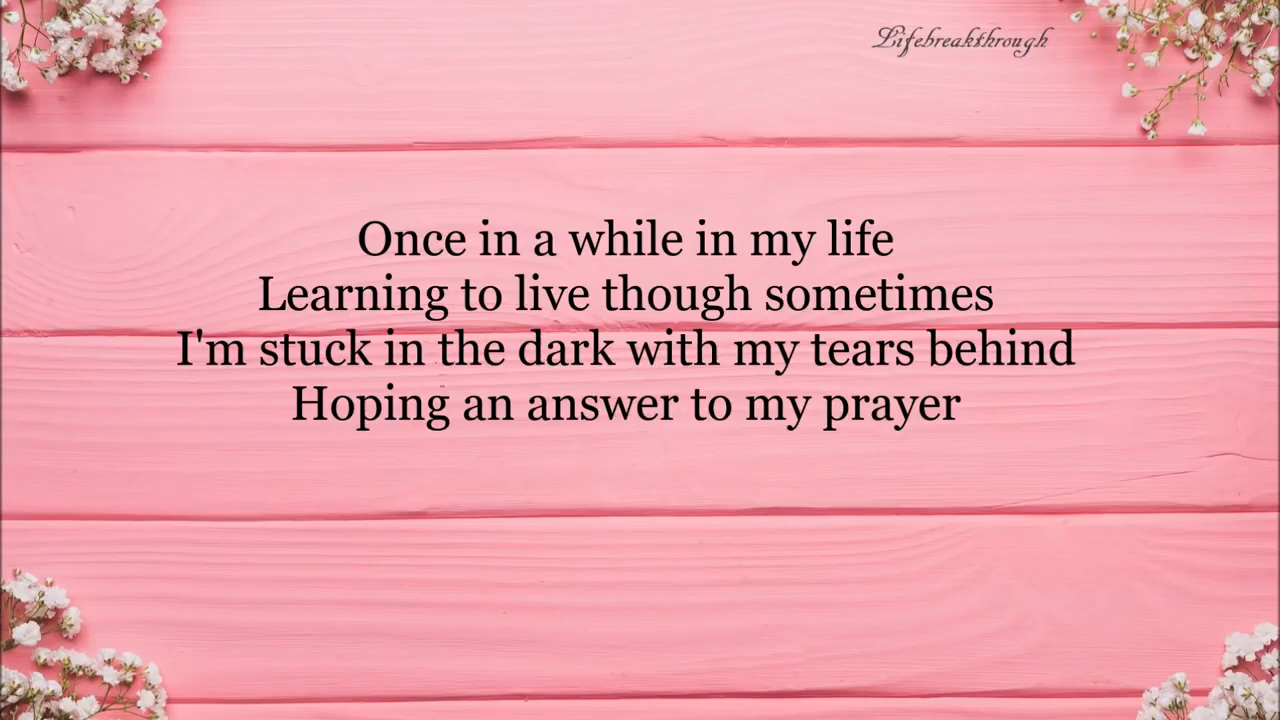 Lifebreakthrough
Once in a while in my life
Learning to live though sometimes
I'm stuck in the dark with my tears behind
Hoping an answer to my prayer